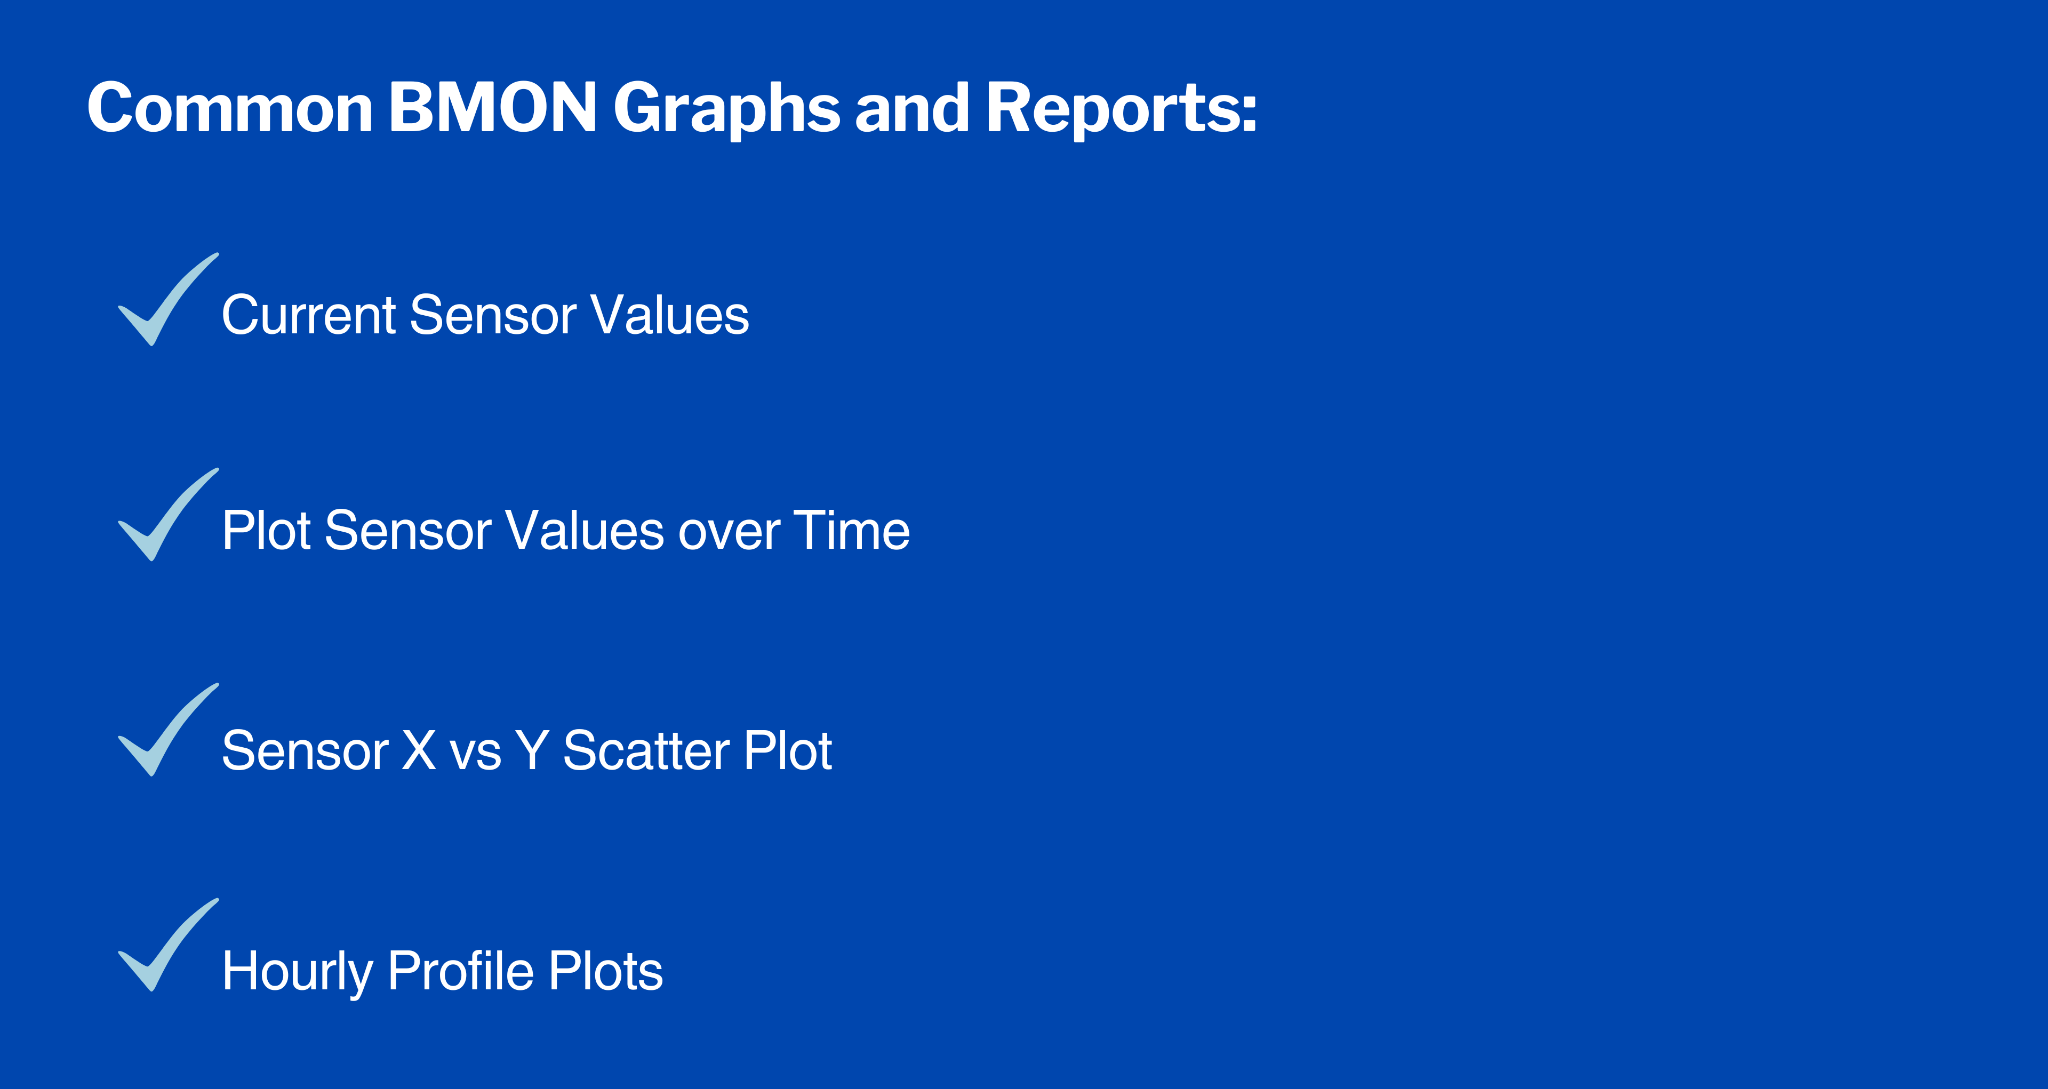 Common BMON Graphs and Reports:
Current Sensor Values
Plot Sensor Values over Time
Sensor X vs Y Scatter Plot
Hourly Profile Plots